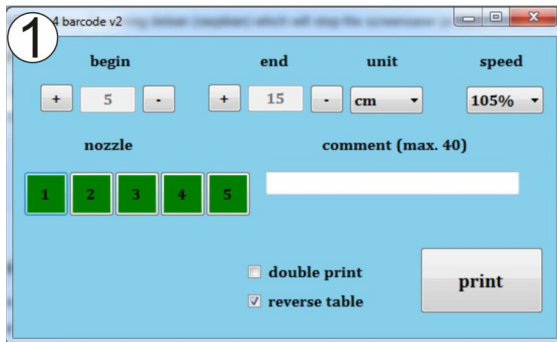 1
4 barcode v2
begin end unit speed
+ 5 - + 15 - cm 105%
nozzle comment (max. 40)
1 2 3 4 5
double print
print
reverse table